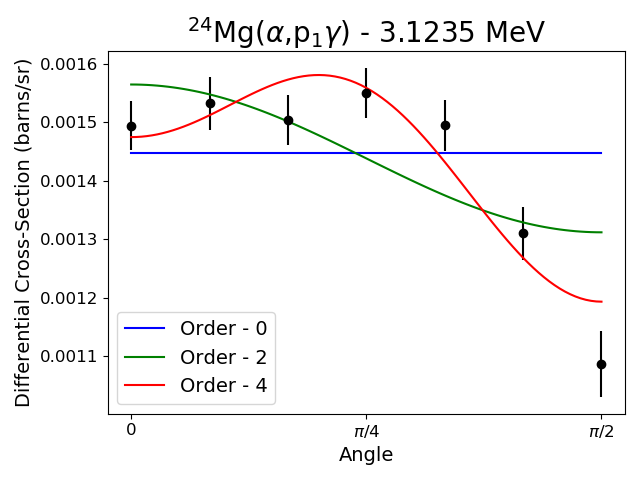 ²⁴Mg(α,p₁γ) - 3.1235 MeV
Differential Cross-Section (barns/sr)
0.0016
0.0015
0.0014
0.0013
0.0012
0.0011
Order - 0
Order - 2
Order - 4
0 π/4 π/2
Angle